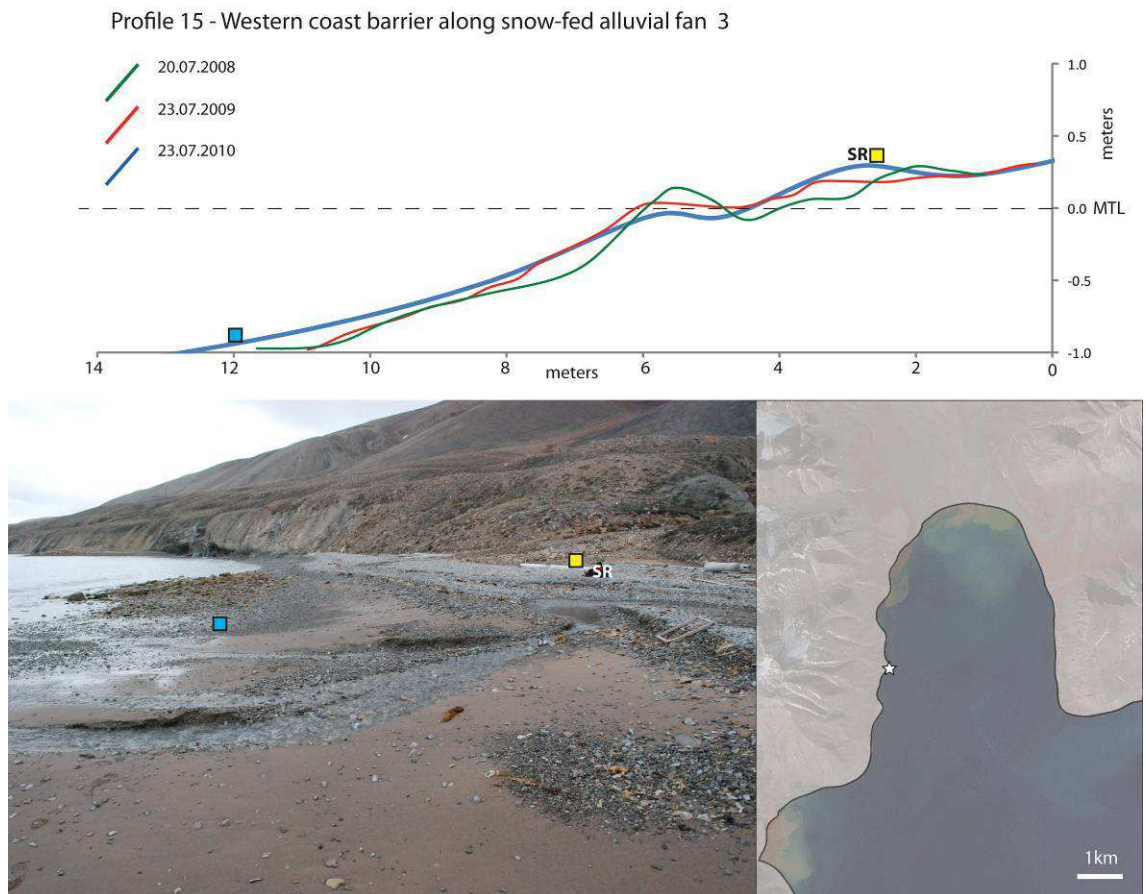 Profile 15 - Western coast barrier along snow-fed alluvial fan 3
20.07.2008
23.07.2009
23.07.2010
1.0
0.5
meters
SR
0.0 MTL
-0.5
-1.0
14 12 10 8 6 4 2 0
meters
SR
1km